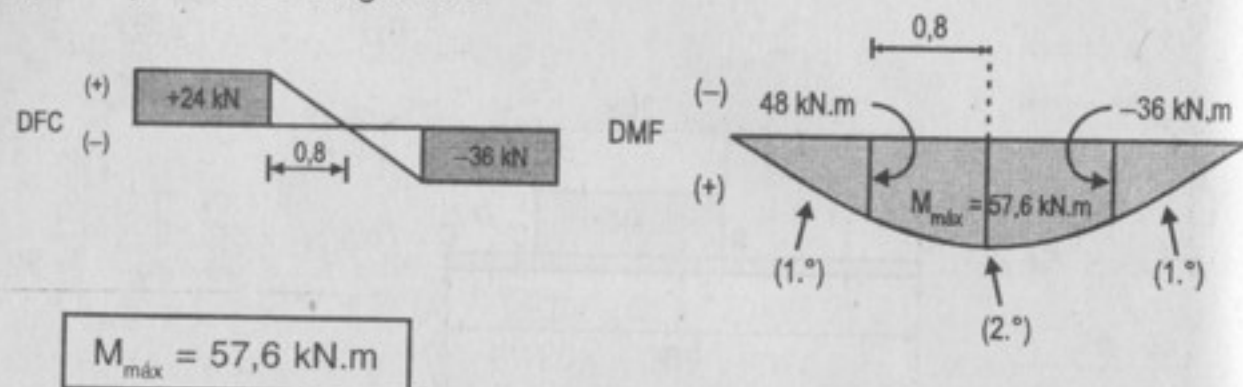 DFC
(+)
(–)
+24 kN
0,8
–36 kN
DMF
(–)
(+)
0,8
48 kN.m
–36 kN,m
M_máx = 57,6 kN.m
(1.º)
(2.º)
(1.º)
M_máx = 57,6 kN.m